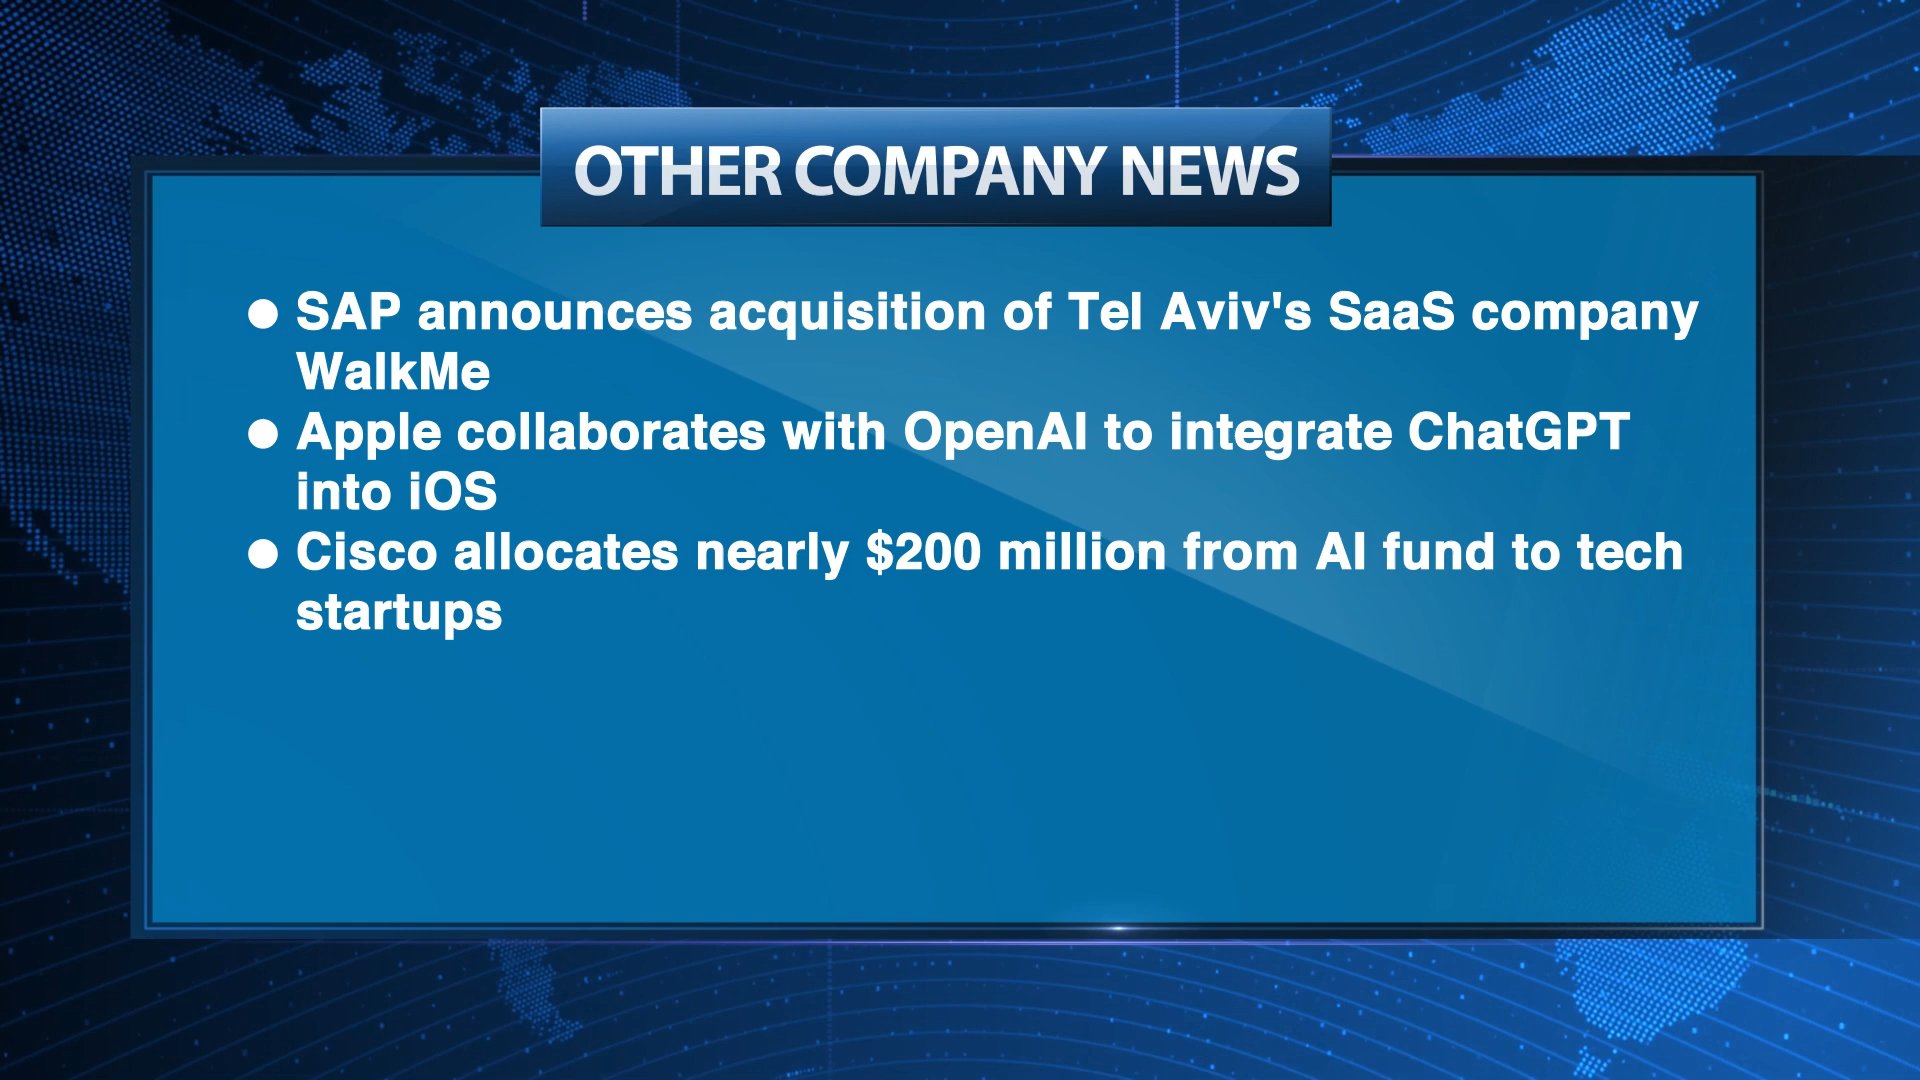 OTHER COMPANY NEWS
● SAP announces acquisition of Tel Aviv's SaaS company
WalkMe
● Apple collaborates with OpenAI to integrate ChatGPT
into iOS
● Cisco allocates nearly $200 million from AI fund to tech
startups